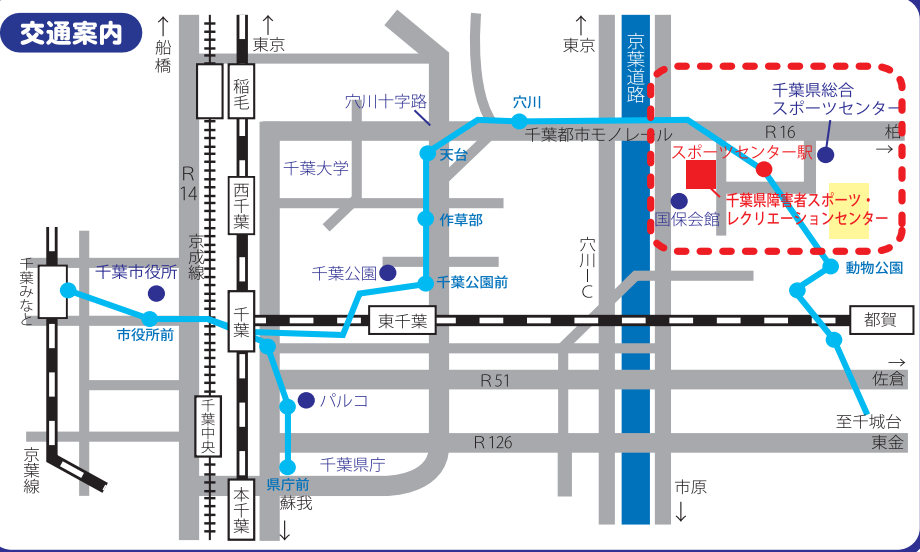 交通案内
↑
船橋
↑
東京
↑
東京
京葉道路
千葉県総合
スポーツセンター
稲毛
穴川十字路
穴川
千葉都市モノレール
R16
柏
→
天台
スポーツセンター駅
千葉大学
R
14
西千葉
千葉県障害者スポーツ・
レクリエーションセンター
国保会館
作草部
京成線
穴川IC
千葉みなと
千葉市役所
千葉公園
千葉公園前
動物公園
市役所前
千葉
東千葉
都賀
R51
→
佐倉
千葉中央
パルコ
至千城台
R126
東金
京葉線
千葉県庁
県庁前
本千葉
蘇我
↓
市原
↓